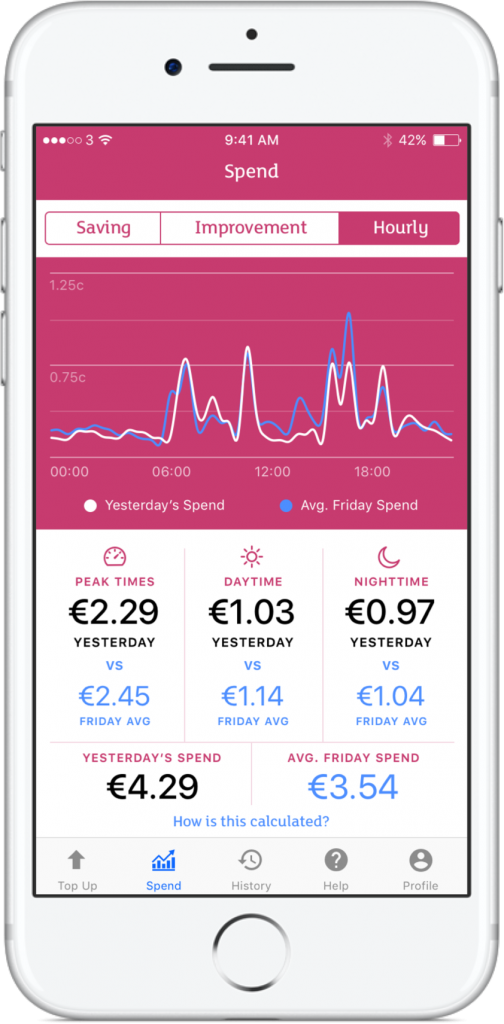 3 9:41 AM 42%
Spend
Saving Improvement Hourly
1.25c
0.75c
00:00 06:00 12:00 18:00
Yesterday's Spend Avg. Friday Spend
PEAK TIMES DAYTIME NIGHTTIME
€2.29 €1.03 €0.97
YESTERDAY YESTERDAY YESTERDAY
VS VS VS
€2.45 €1.14 €1.04
FRIDAY AVG FRIDAY AVG FRIDAY AVG
YESTERDAY'S SPEND AVG. FRIDAY SPEND
€4.29 €3.54
How is this calculated?
Top Up Spend History Help Profile